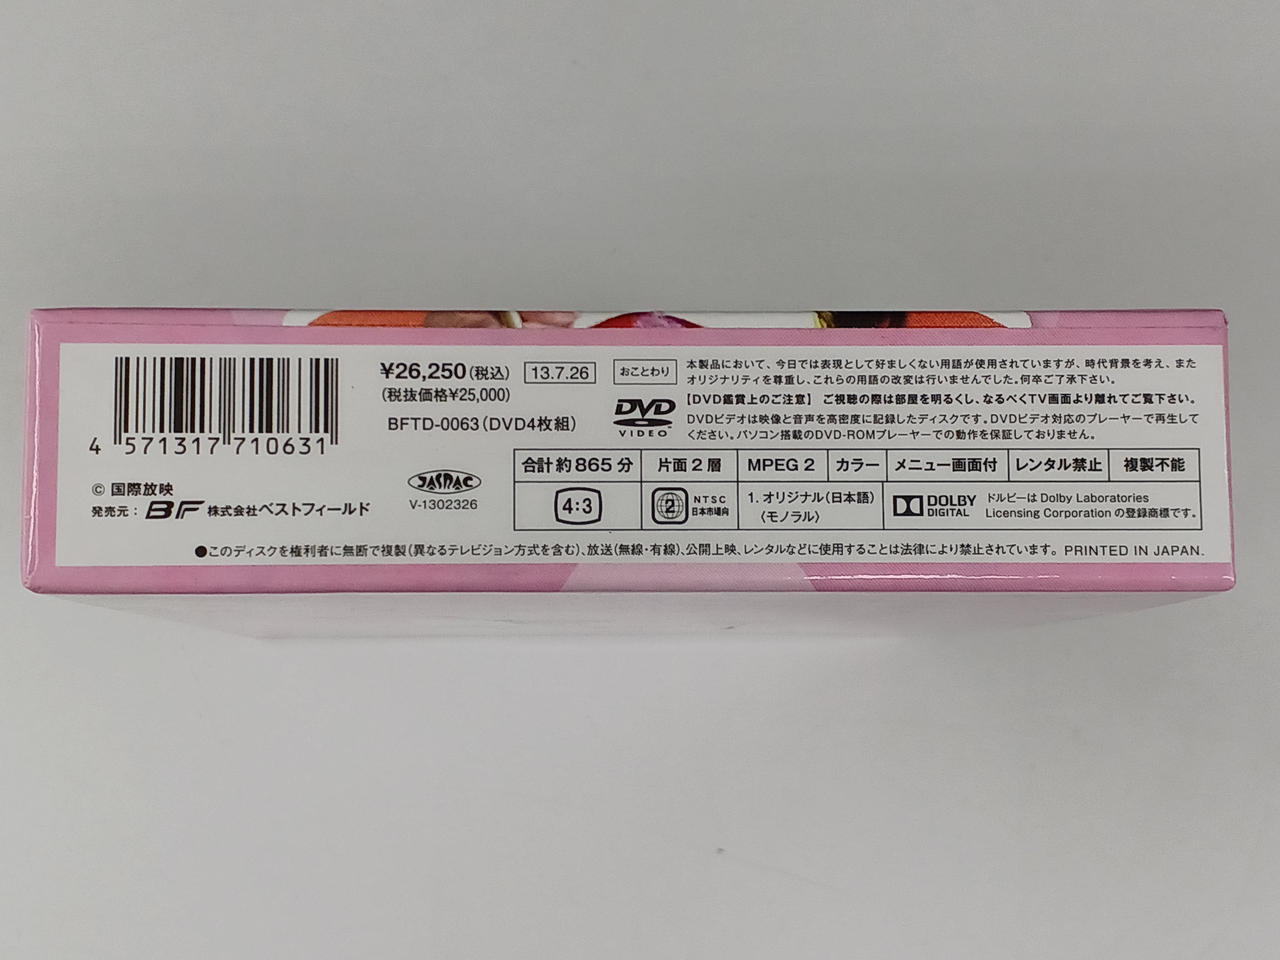 4 571317 710631
¥26,250(税込) 13.7.26
(税抜価格¥25,000)
BFTD-0063(DVD4枚組)
おことわり 本製品において、今日では表現として好ましくない用語が使用されていますが、時代背景を考え、また
オリジナリティを尊重し、これらの用語の改変は行いませんでした。何卒ご了承下さい。
DVD VIDEO
【DVD鑑賞上のご注意】 ご視聴の際は部屋を明るくし、なるべくTV画面より離れてご覧下さい。
DVDビデオは映像と音声を高密度に記録したディスクです。DVDビデオ対応のプレーヤーで再生して
ください。パソコン搭載のDVD-ROMプレーヤーでの動作を保証しておりません。
© 国際放映
発売元: BF 株式会社ベストフィールド
JASRAC
V-1302326
合計約865分 片面2層 MPEG 2 カラー メニュー画面付 レンタル禁止 複製不能
4:3 2 NTSC 日本市場向 1. オリジナル(日本語)
〈モノラル〉
DOLBY DIGITAL ドルビーは Dolby Laboratories
Licensing Corporation の登録商標です。
●このディスクを権利者に無断で複製(異なるテレビジョン方式を含む)、放送(無線・有線)、公開上映、レンタルなどに使用することは法律により禁止されています。 PRINTED IN JAPAN.